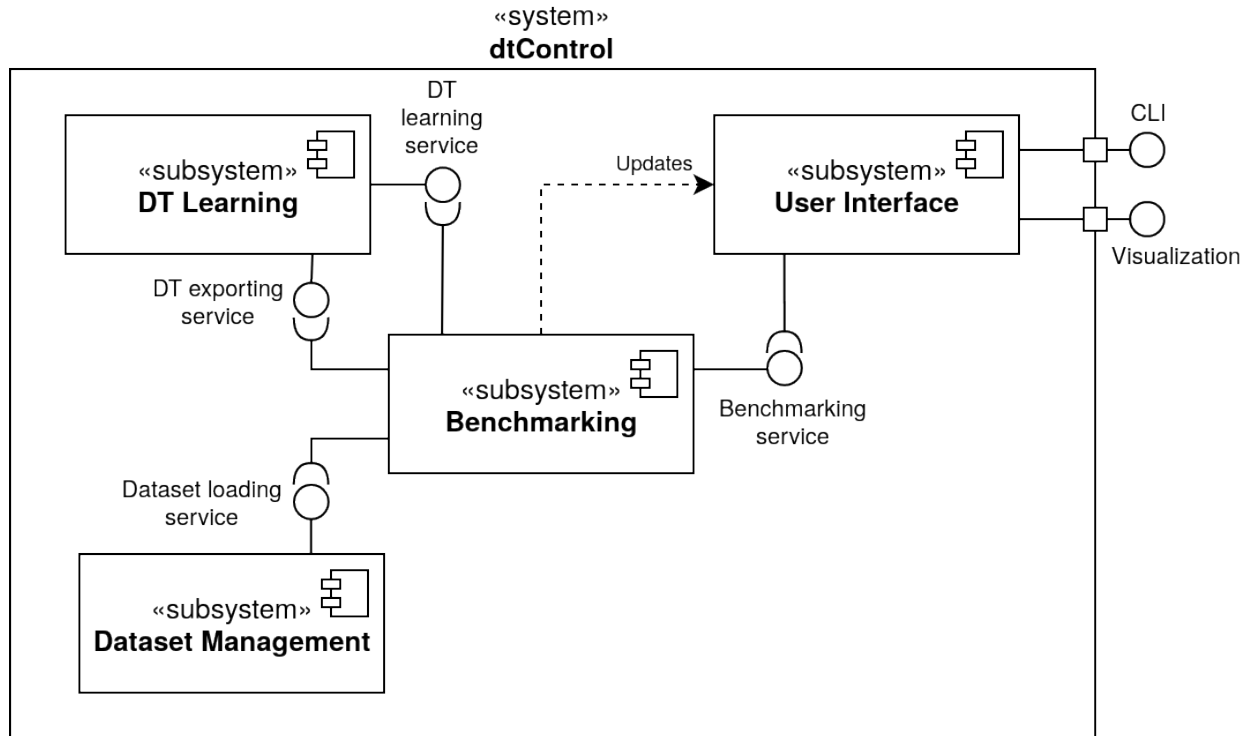 «system»
dtControl
DT
learning
service
CLI
«subsystem»
DT Learning
Updates
«subsystem»
User Interface
Visualization
DT exporting
service
«subsystem»
Benchmarking
Benchmarking
service
Dataset loading
service
«subsystem»
Dataset Management